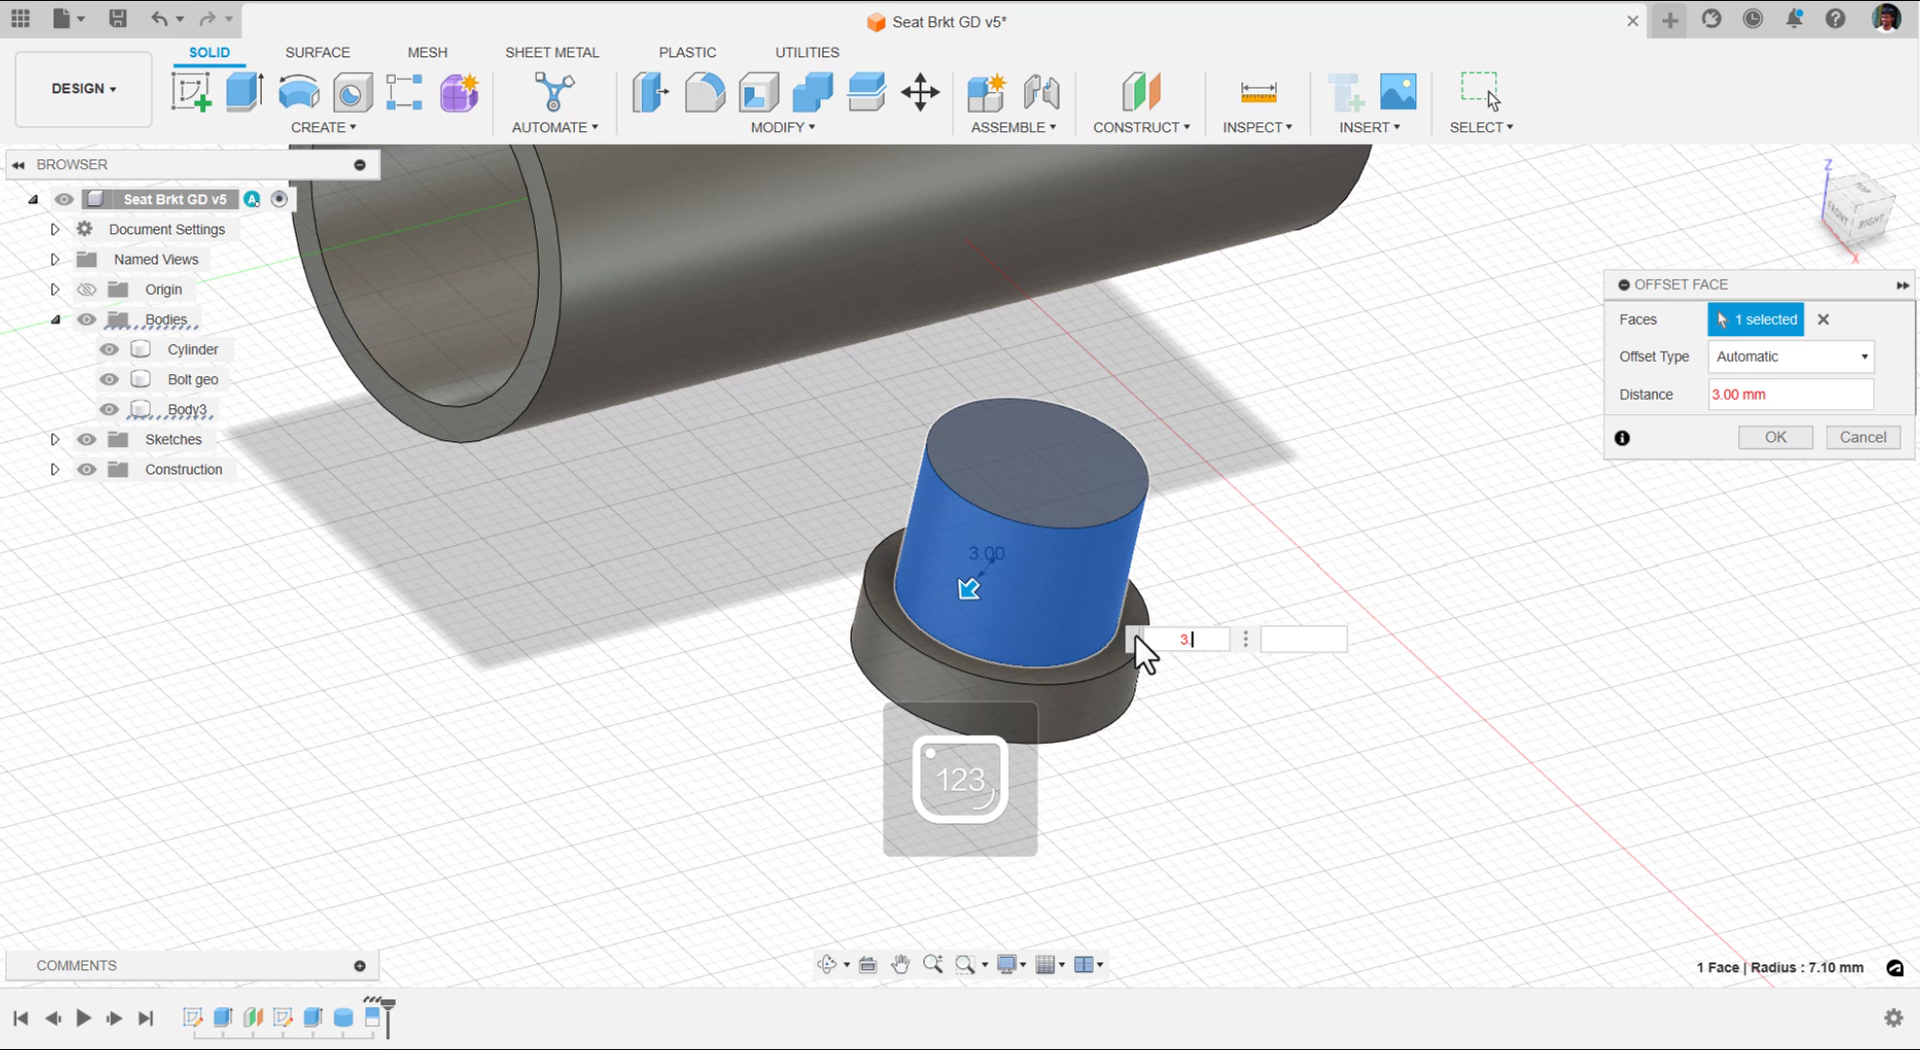 Seat Brkt GD v5*
DESIGN
SOLID
SURFACE
MESH
SHEET METAL
PLASTIC
UTILITIES
CREATE
AUTOMATE
MODIFY
ASSEMBLE
CONSTRUCT
INSPECT
INSERT
SELECT
BROWSER
Seat Brkt GD v5
Document Settings
Named Views
Origin
Bodies
Cylinder
Bolt geo
Body3
Sketches
Construction
Z
TOP
FRONT
RIGHT
X
OFFSET FACE
Faces
1 selected
Offset Type
Automatic
Distance
3.00 mm
OK
Cancel
3.00
3.
123
COMMENTS
1 Face | Radius : 7.10 mm